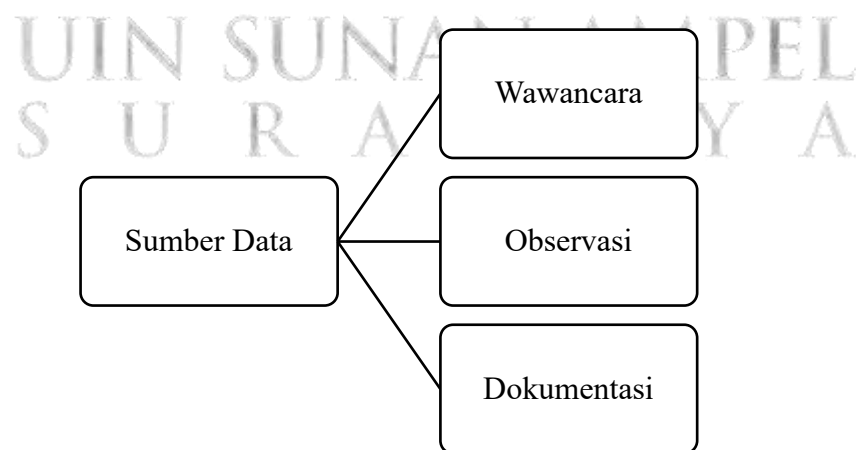 UIN SUNAN AMPEL
S U R A Y A
Wawancara
Sumber Data
Observasi
Dokumentasi